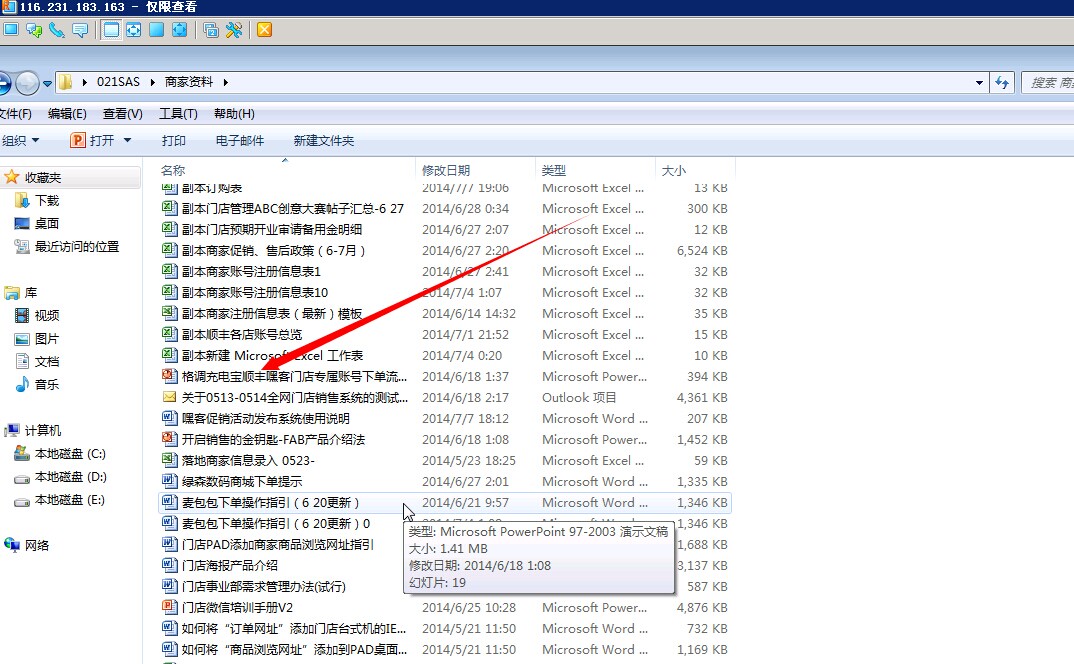 116.231.183.163 - 仅限查看
021SAS 商家资料 搜索 商
文件(F) 编辑(E) 查看(V) 工具(T) 帮助(H)
组织 打开 打印 电子邮件 新建文件夹
名称 修改日期 类型 大小
收藏夹
下载
桌面
最近访问的位置
库
视频
图片
文档
音乐
计算机
本地磁盘 (C:)
本地磁盘 (D:)
本地磁盘 (E:)
网络
副本订购表 2014/7/7 19:06 Microsoft Excel ... 13 KB
副本门店管理ABC创意大赛帖子汇总-6 27 2014/6/28 0:34 Microsoft Excel ... 300 KB
副本门店预期开业审请备用金明细 2014/6/27 2:07 Microsoft Excel ... 12 KB
副本商家促销、售后政策（6-7月） 2014/6/27 2:20 Microsoft Excel ... 6,524 KB
副本商家账号注册信息表1 2014/6/27 2:41 Microsoft Excel ... 32 KB
副本商家账号注册信息表10 2014/7/4 1:07 Microsoft Excel ... 32 KB
副本商家注册信息表（最新）模板 2014/6/14 14:32 Microsoft Excel ... 35 KB
副本顺丰各店账号总览 2014/7/1 21:52 Microsoft Excel ... 15 KB
副本新建 Microsoft Excel 工作表 2014/7/4 0:20 Microsoft Excel ... 10 KB
格调充电宝顺丰嘿客门店专属账号下单流... 2014/6/18 1:37 Microsoft Power... 394 KB
关于0513-0514全网门店销售系统的测试... 2014/6/18 2:17 Outlook 项目 4,361 KB
嘿客促销活动发布系统使用说明 2014/7/7 18:12 Microsoft Word ... 207 KB
开启销售的金钥匙-FAB产品介绍法 2014/6/18 1:08 Microsoft Power... 1,452 KB
落地商家信息录入 0523- 2014/5/23 18:25 Microsoft Excel ... 59 KB
绿森数码商城下单提示 2014/6/27 2:01 Microsoft Word ... 1,335 KB
麦包包下单操作指引（6 20更新） 2014/6/21 9:57 Microsoft Word ... 1,346 KB
麦包包下单操作指引（6 20更新）0 1,346 KB
门店PAD添加商家商品浏览网址指引 1,688 KB
门店海报产品介绍 3,137 KB
门店事业部需求管理办法(试行) 587 KB
门店微信培训手册V2 2014/6/25 10:28 Microsoft Power... 4,876 KB
如何将“订单网址”添加门店台式机的IE... 2014/5/21 11:50 Microsoft Word ... 732 KB
如何将“商品浏览网址”添加到PAD桌面... 2014/5/21 11:50 Microsoft Word ... 1,169 KB
类型: Microsoft PowerPoint 97-2003 演示文稿
大小: 1.41 MB
修改日期: 2014/6/18 1:08
幻灯片: 19